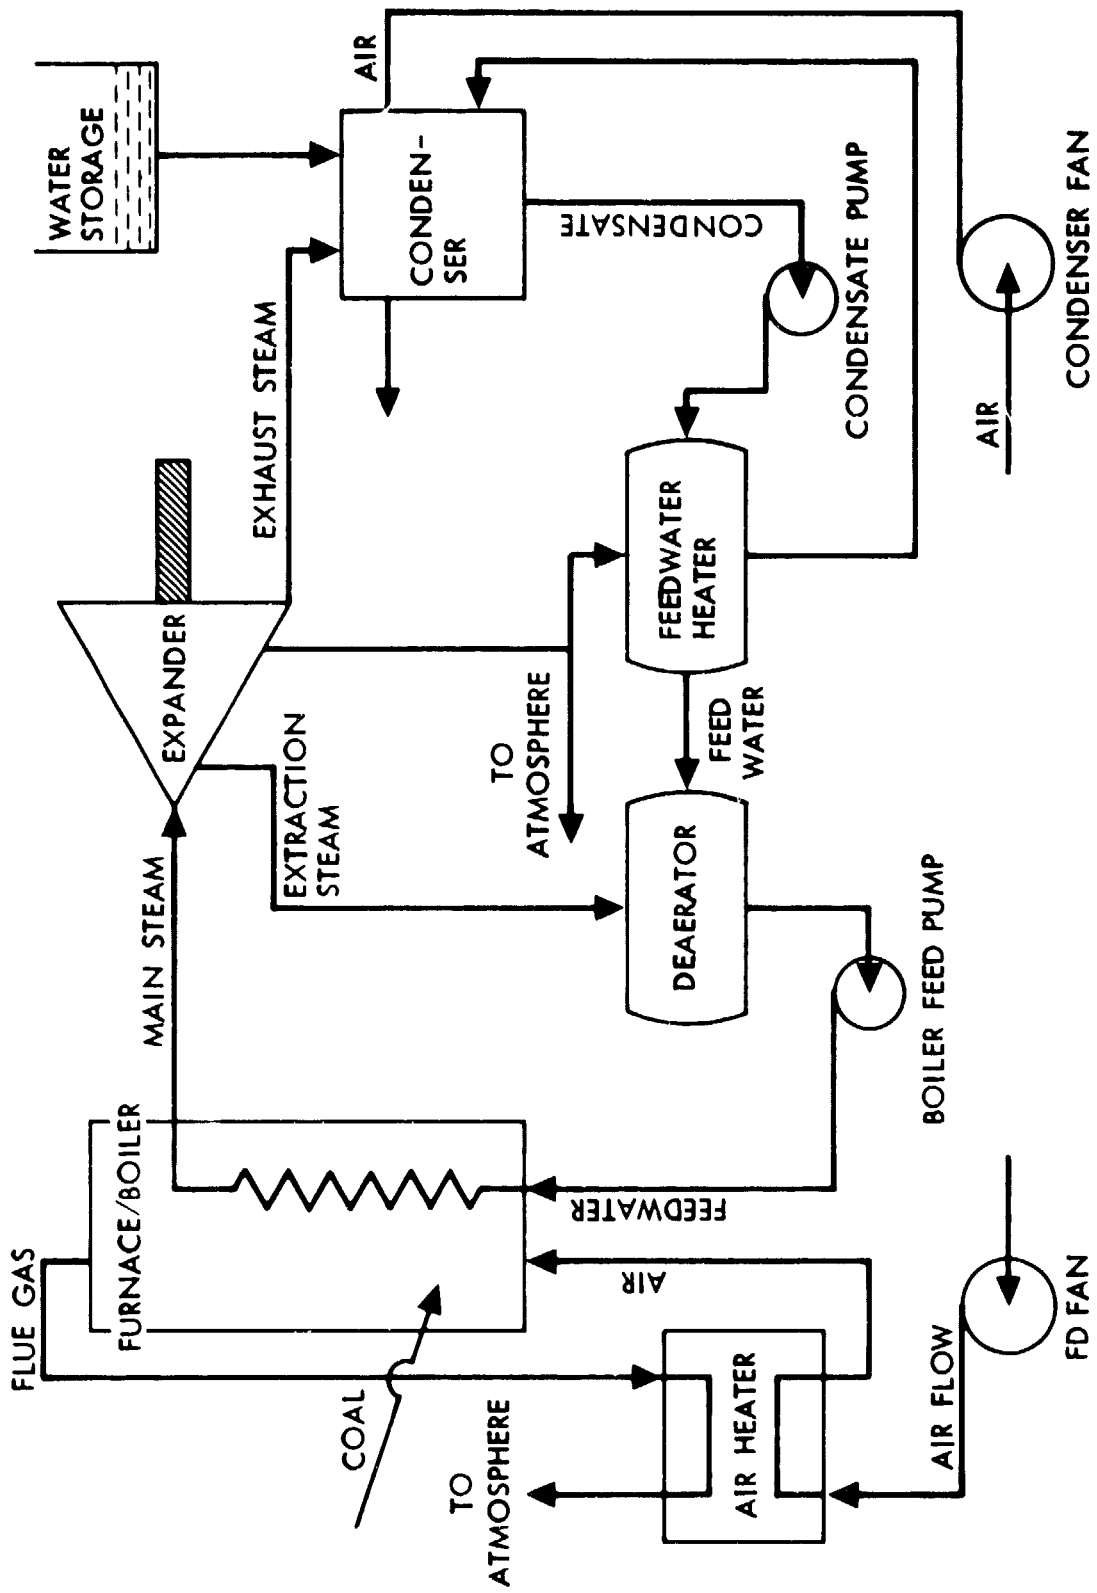 FLUE GAS
FURNACE/BOILER
COAL
TO
ATMOSPHERE
AIR HEATER
AIR FLOW
FD FAN
AIR
FEEDWATER
MAIN STEAM
EXPANDER
EXTRACTION
STEAM
TO
ATMOSPHERE
DEAERATOR
BOILER FEED PUMP
FEED
WATER
FEEDWATER
HEATER
EXHAUST STEAM
WATER
STORAGE
CONDEN-
SER
AIR
CONDENSATE
CONDENSATE PUMP
AIR
CONDENSER FAN